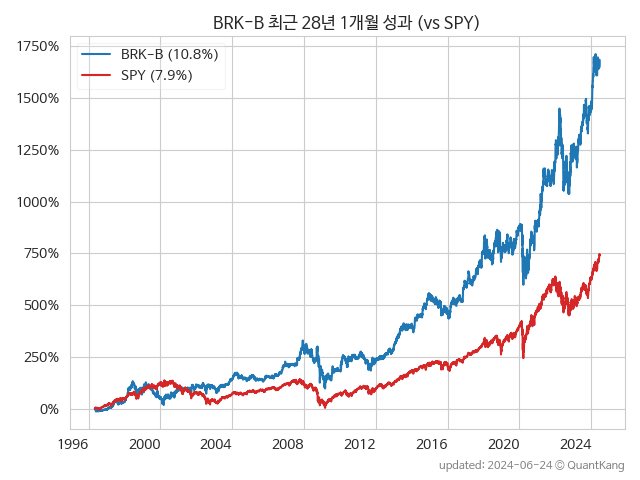 BRK-B 최근 28년 1개월 성과 (vs SPY)
BRK-B (10.8%)
SPY (7.9%)
1750%
1500%
1250%
1000%
750%
500%
250%
0%
1996 2000 2004 2008 2012 2016 2020 2024
updated: 2024-06-24 © QuantKang